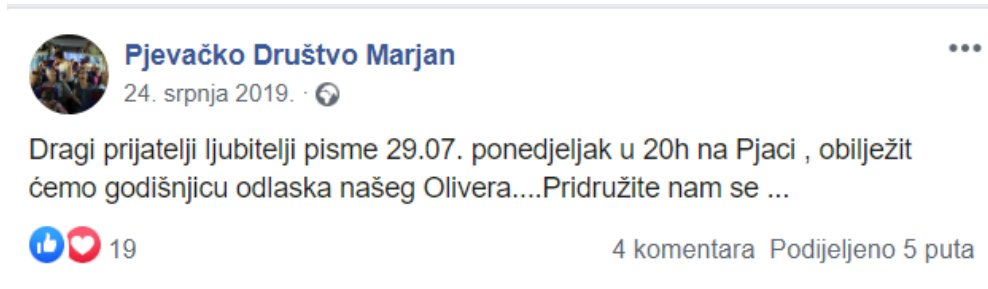 Pjevačko Društvo Marjan
24. srpnja 2019. ·
Dragi prijatelji ljubitelji pisme 29.07. ponedjeljak u 20h na Pjaci , obilježit
ćemo godišnjicu odlaska našeg Olivera....Pridružite nam se ...
19
4 komentara Podijeljeno 5 puta